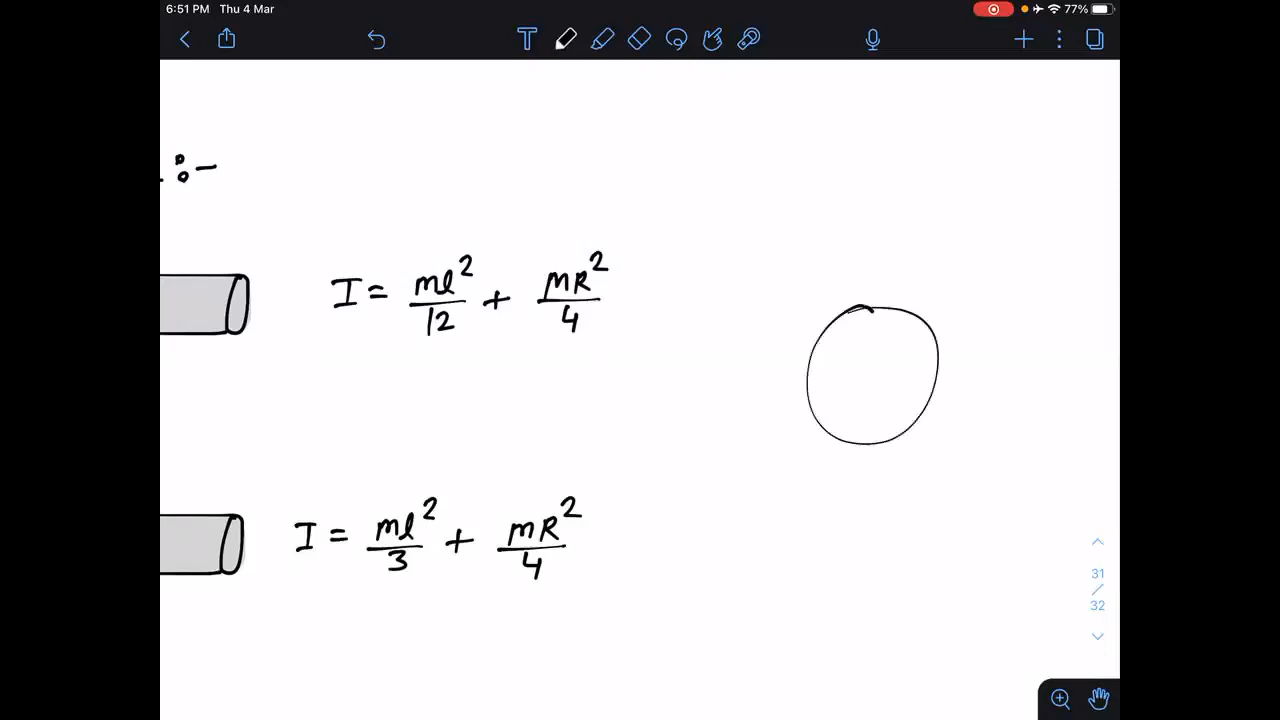 6:51 PM Thu 4 Mar
77%
:-
I = ml²/12 + MR²/4
I = ml²/3 + mR²/4
31
/
32